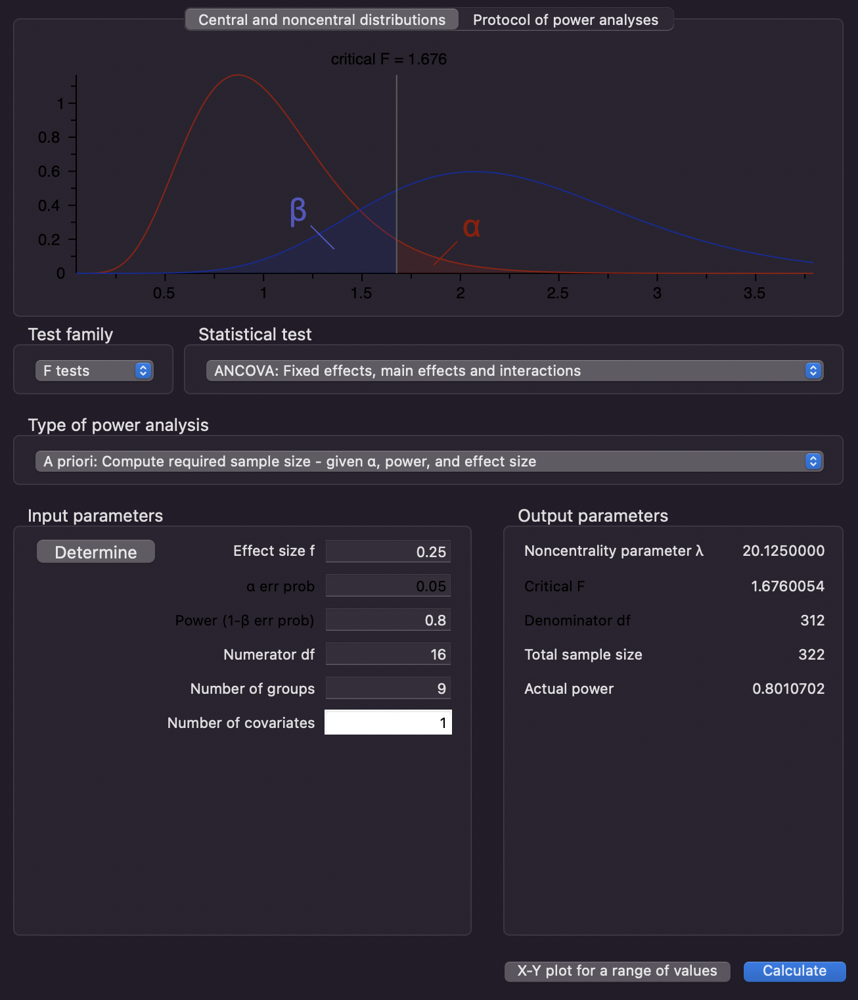 Central and noncentral distributions
Protocol of power analyses
critical F = 1.676
1
0.8
0.6
0.4
0.2
0
β
α
0.5
1
1.5
2
2.5
3
3.5
Test family
Statistical test
F tests
ANCOVA: Fixed effects, main effects and interactions
Type of power analysis
A priori: Compute required sample size - given α, power, and effect size
Input parameters
Determine
Effect size f
0.25
α err prob
0.05
Power (1-β err prob)
0.8
Numerator df
16
Number of groups
9
Number of covariates
1
Output parameters
Noncentrality parameter λ
20.1250000
Critical F
1.6760054
Denominator df
312
Total sample size
322
Actual power
0.8010702
X-Y plot for a range of values
Calculate